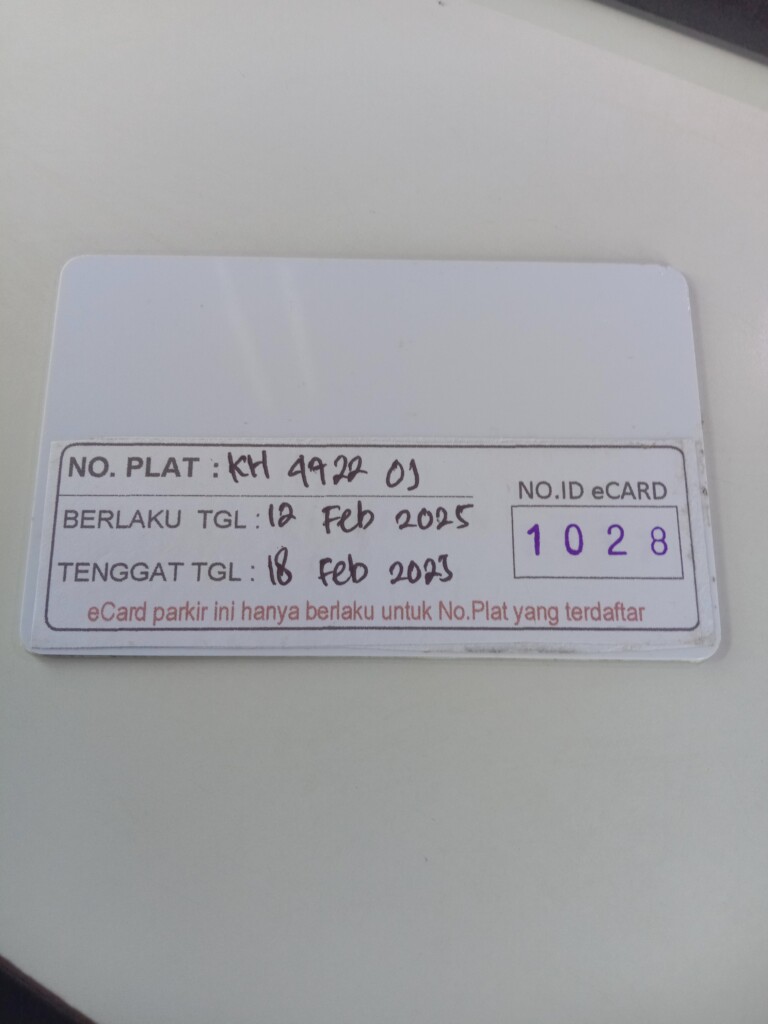 NO. PLAT : KH 4922 OJ
NO.ID eCARD
BERLAKU TGL : 12 Feb 2025
1028
TENGGAT TGL : 18 Feb 2025
eCard parkir ini hanya berlaku untuk No.Plat yang terdaftar